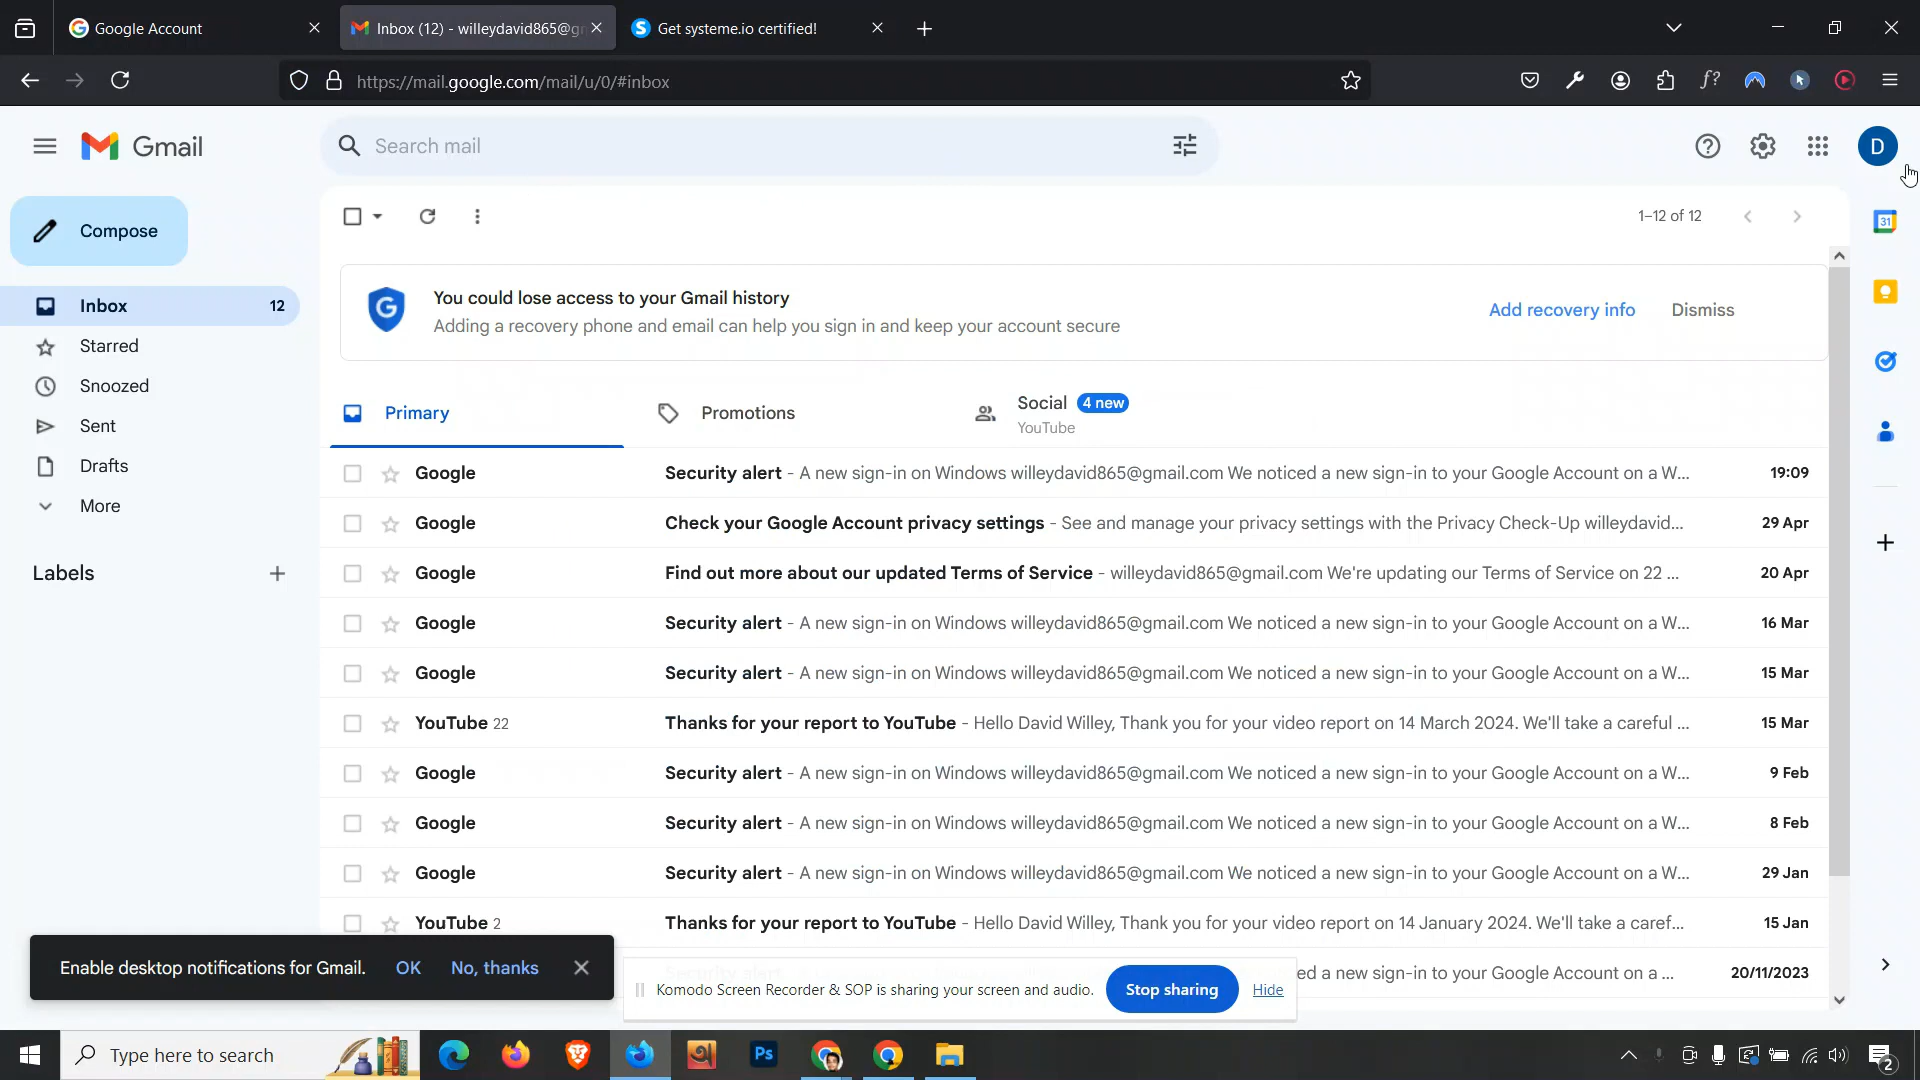 Google Account
Inbox (12) - willeydavid865@g
Get systeme.io certified!
https://mail.google.com/mail/u/0/#inbox
Gmail
Search mail
D
Compose
1–12 of 12
31
You could lose access to your Gmail history
Adding a recovery phone and email can help you sign in and keep your account secure
Add recovery info
Dismiss
Inbox 12
Starred
Snoozed
Sent
Drafts
More
Labels
Primary
Promotions
Social 4 new
YouTube
Google Security alert - A new sign-in on Windows willeydavid865@gmail.com We noticed a new sign-in to your Google Account on a W... 19:09
Google Check your Google Account privacy settings - See and manage your privacy settings with the Privacy Check-Up willeydavid... 29 Apr
Google Find out more about our updated Terms of Service - willeydavid865@gmail.com We're updating our Terms of Service on 22 ... 20 Apr
Google Security alert - A new sign-in on Windows willeydavid865@gmail.com We noticed a new sign-in to your Google Account on a W... 16 Mar
Google Security alert - A new sign-in on Windows willeydavid865@gmail.com We noticed a new sign-in to your Google Account on a W... 15 Mar
YouTube 22 Thanks for your report to YouTube - Hello David Willey, Thank you for your video report on 14 March 2024. We'll take a careful ... 15 Mar
Google Security alert - A new sign-in on Windows willeydavid865@gmail.com We noticed a new sign-in to your Google Account on a W... 9 Feb
Google Security alert - A new sign-in on Windows willeydavid865@gmail.com We noticed a new sign-in to your Google Account on a W... 8 Feb
Google Security alert - A new sign-in on Windows willeydavid865@gmail.com We noticed a new sign-in to your Google Account on a W... 29 Jan
YouTube 2 Thanks for your report to YouTube - Hello David Willey, Thank you for your video report on 14 January 2024. We'll take a caref... 15 Jan
ed a new sign-in to your Google Account on a ... 20/11/2023
Enable desktop notifications for Gmail. OK No, thanks
Komodo Screen Recorder & SOP is sharing your screen and audio. Stop sharing Hide
Type here to search
Ps
2